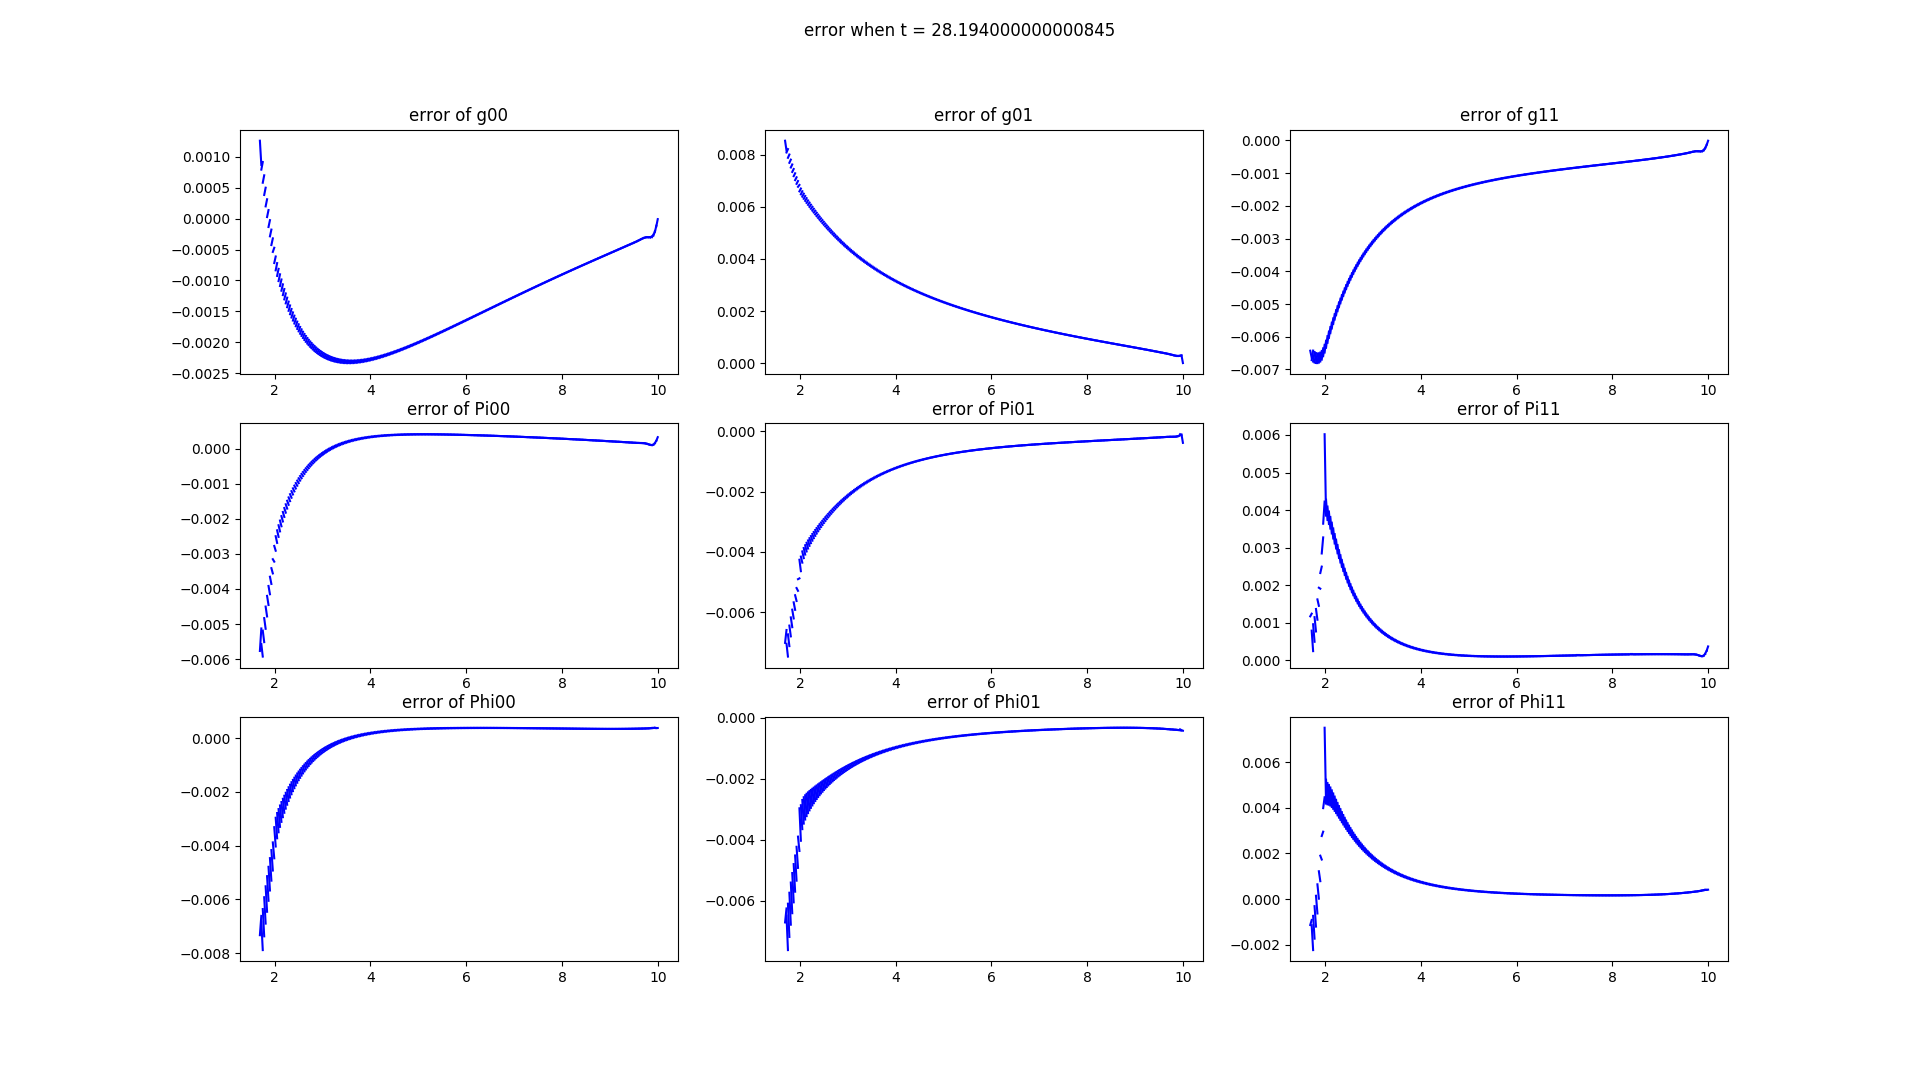 error when t = 28.194000000000845
error of g00 error of g01 error of g11
0.0010 0.008 0.000
0.0005 −0.001
0.0000 0.006 −0.002
−0.0005 −0.003
−0.0010 0.004 −0.004
−0.0015 0.002 −0.005
−0.0020 −0.006
−0.0025 0.000 −0.007
2 4 6 8 10 2 4 6 8 10 2 4 6 8 10
error of Pi00 error of Pi01 error of Pi11
0.000 0.000 0.006
−0.001 0.005
−0.002 −0.002 0.004
−0.003 0.003
−0.004 −0.004 0.002
−0.005 −0.006 0.001
−0.006 0.000
2 4 6 8 10 2 4 6 8 10 2 4 6 8 10
error of Phi00 error of Phi01 error of Phi11
0.000 0.000 0.006
−0.002 −0.002 0.004
−0.004 −0.004 0.002
−0.006 −0.006 0.000
−0.008 −0.002
2 4 6 8 10 2 4 6 8 10 2 4 6 8 10